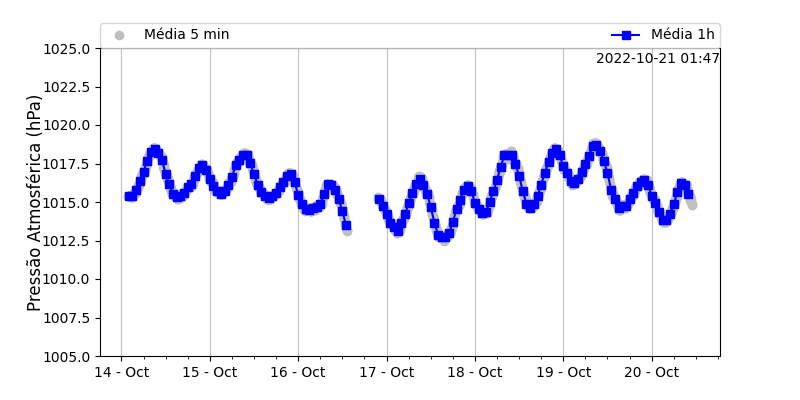 Média 5 min
Média 1h
2022-10-21 01:47
Pressão Atmosférica (hPa)
1025.0
1022.5
1020.0
1017.5
1015.0
1012.5
1010.0
1007.5
1005.0
14 - Oct
15 - Oct
16 - Oct
17 - Oct
18 - Oct
19 - Oct
20 - Oct